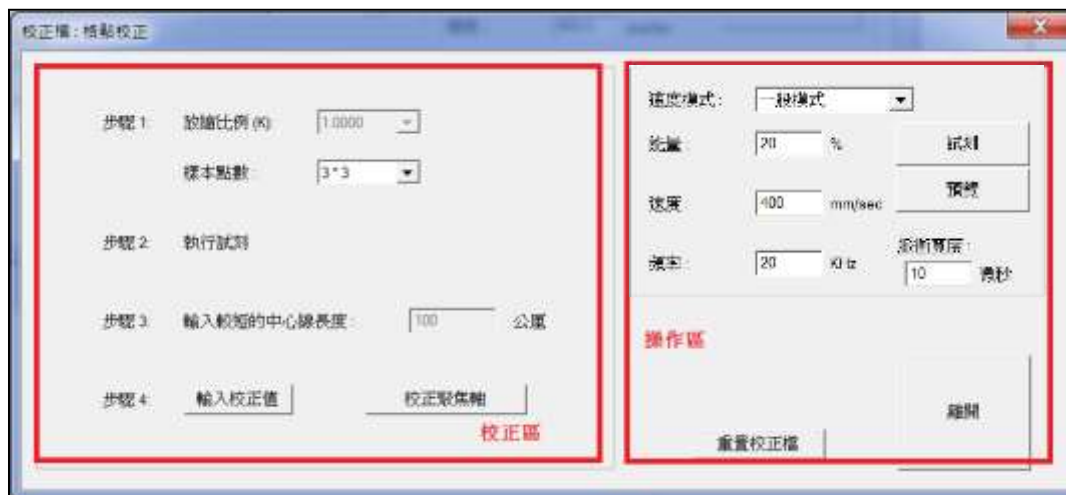 校正檔 : 格點校正
步驟 1: 放縮比例 (K): 1.0000
樣本點數 : 3*3
步驟 2: 執行試刻
步驟 3: 輸入較短的中心線長度 : 100 公厘
步驟 4: 輸入校正值 校正聚焦軸
校正區
速度模式 : 一般模式
能量 : 20 %
試刻
預覽
速度 : 400 mm/sec
頻率 : 20 KHz
脈衝寬度 :
10 微秒
操作區
離開
重置校正檔